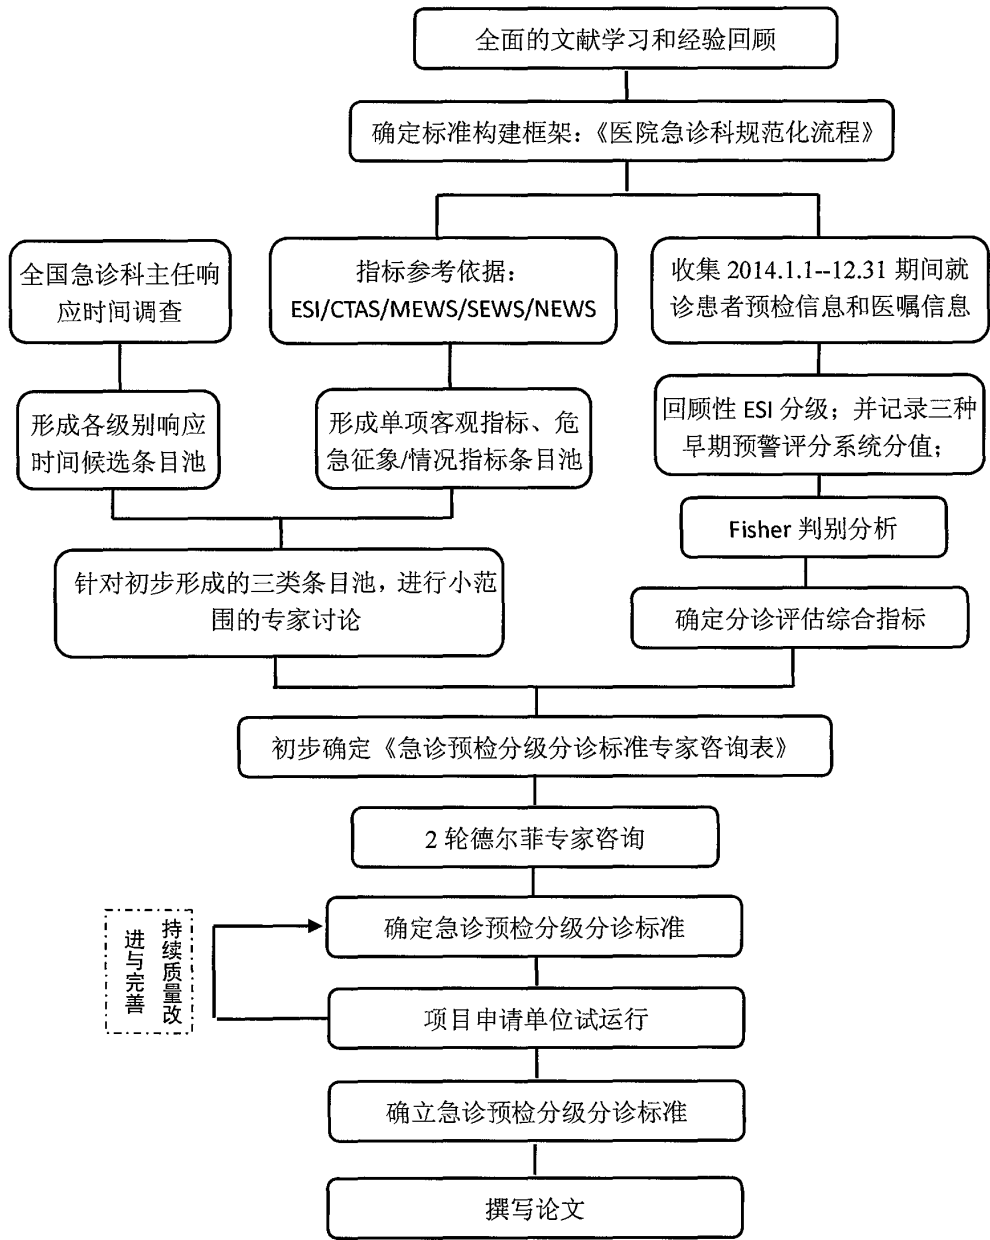 全面的文献学习和经验回顾
确定标准构建框架：《医院急诊科规范化流程》
全国急诊科主任响
应时间调查
指标参考依据：
ESI/CTAS/MEWS/SEWS/NEWS
收集 2014.1.1--12.31 期间就
诊患者预检信息和医嘱信息
形成各级别响应
时间候选条目池
形成单项客观指标、危
急征象/情况指标条目池
回顾性 ESI 分级；并记录三种
早期预警评分系统分值；
Fisher 判别分析
针对初步形成的三类条目池，进行小范
围的专家讨论
确定分诊评估综合指标
初步确定《急诊预检分级分诊标准专家咨询表》
2 轮德尔菲专家咨询
确定急诊预检分级分诊标准
持续质量改
进与完善
项目申请单位试运行
确立急诊预检分级分诊标准
撰写论文